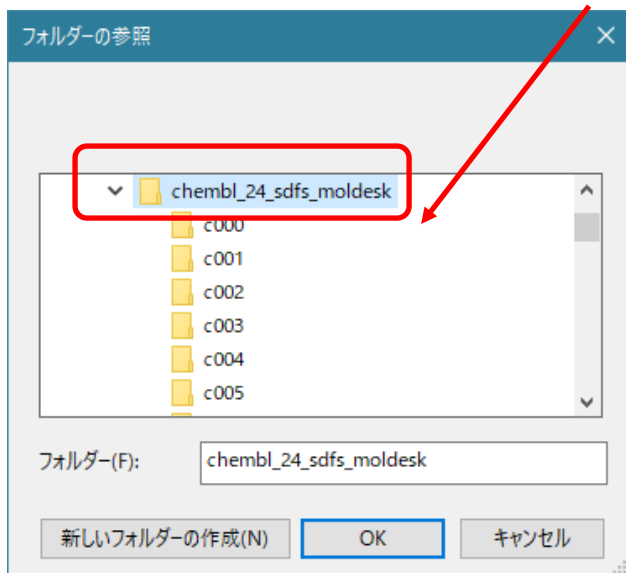 フォルダーの参照
chembl_24_sdfs_moldesk
c000
c001
c002
c003
c004
c005
フォルダー(F):
chembl_24_sdfs_moldesk
新しいフォルダーの作成(N)
OK
キャンセル